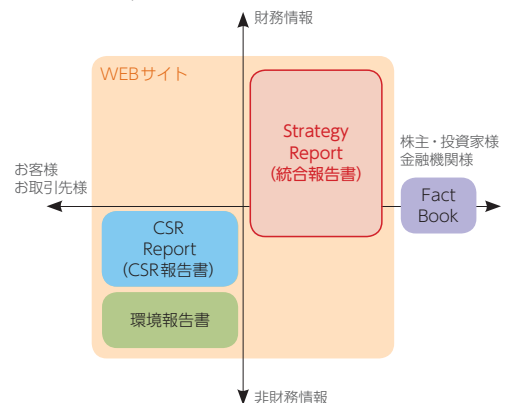 財務情報
WEBサイト
Strategy
Report
(統合報告書)
株主・投資家様
金融機関様
お客様
お取引先様
Fact
Book
CSR
Report
(CSR報告書)
環境報告書
非財務情報